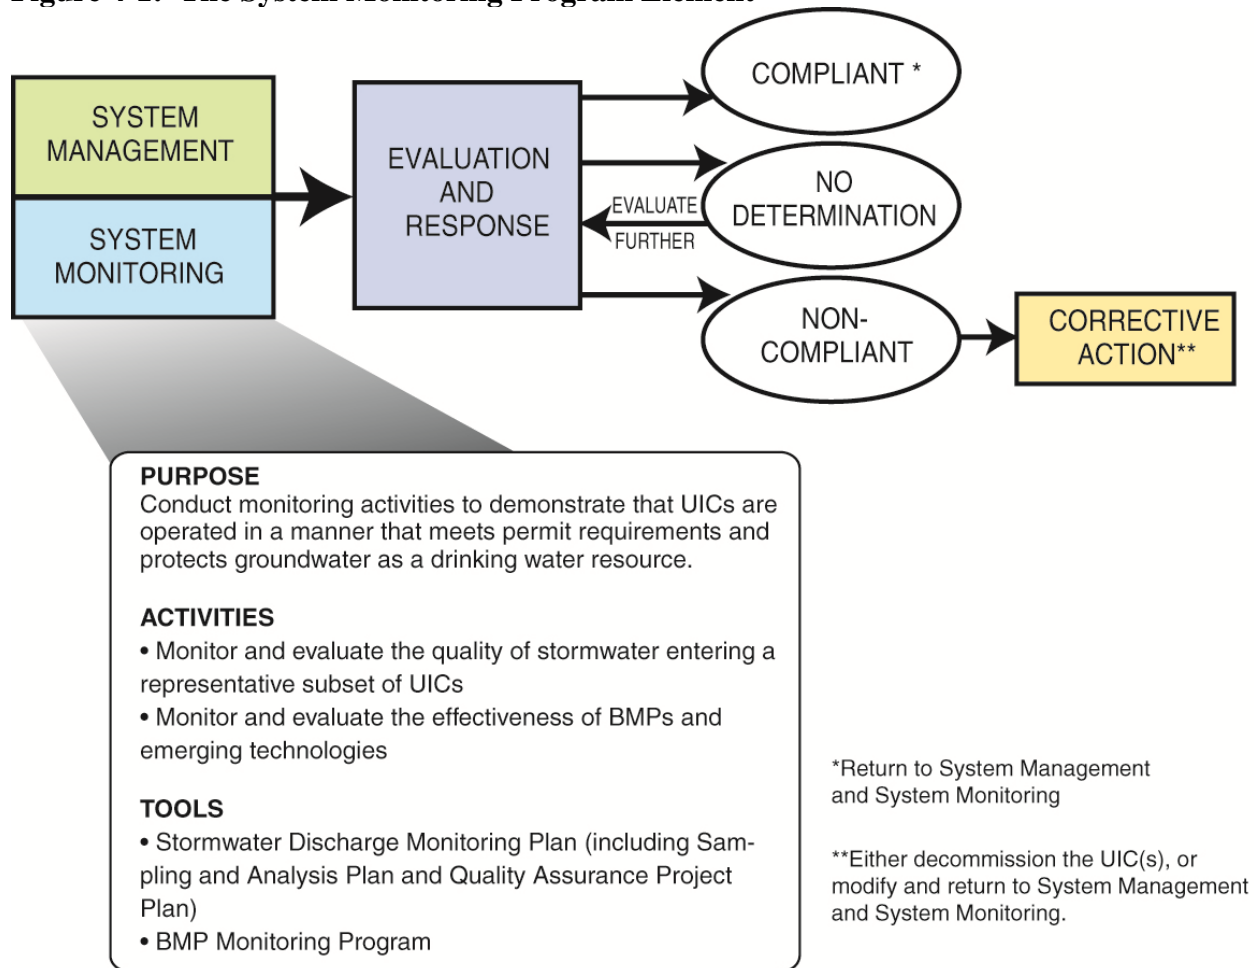 SYSTEM
MANAGEMENT
SYSTEM
MONITORING
EVALUATION
AND
RESPONSE
COMPLIANT *
NO
DETERMINATION
EVALUATE
FURTHER
NON-
COMPLIANT
CORRECTIVE
ACTION**
PURPOSE
Conduct monitoring activities to demonstrate that UICs are
operated in a manner that meets permit requirements and
protects groundwater as a drinking water resource.
ACTIVITIES
• Monitor and evaluate the quality of stormwater entering a
representative subset of UICs
• Monitor and evaluate the effectiveness of BMPs and
emerging technologies
TOOLS
• Stormwater Discharge Monitoring Plan (including Sam-
pling and Analysis Plan and Quality Assurance Project
Plan)
• BMP Monitoring Program
*Return to System Management
and System Monitoring
**Either decommission the UIC(s), or
modify and return to System Management
and System Monitoring.